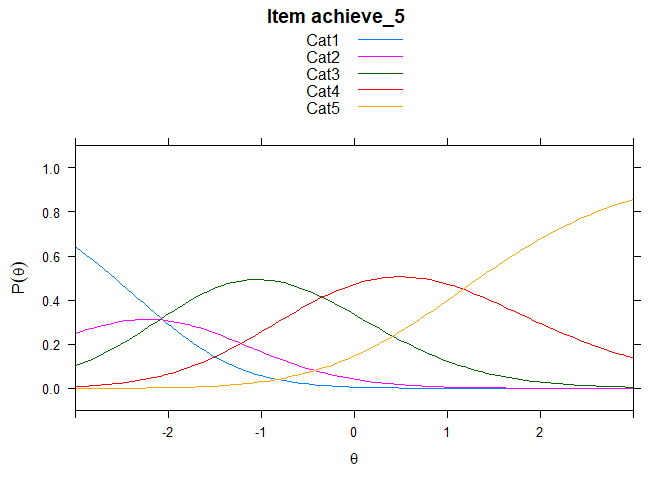 Item achieve_5
Cat1
Cat2
Cat3
Cat4
Cat5
1.0
0.8
0.6
0.4
0.2
0.0
P(θ)
-2 -1 0 1 2
θ